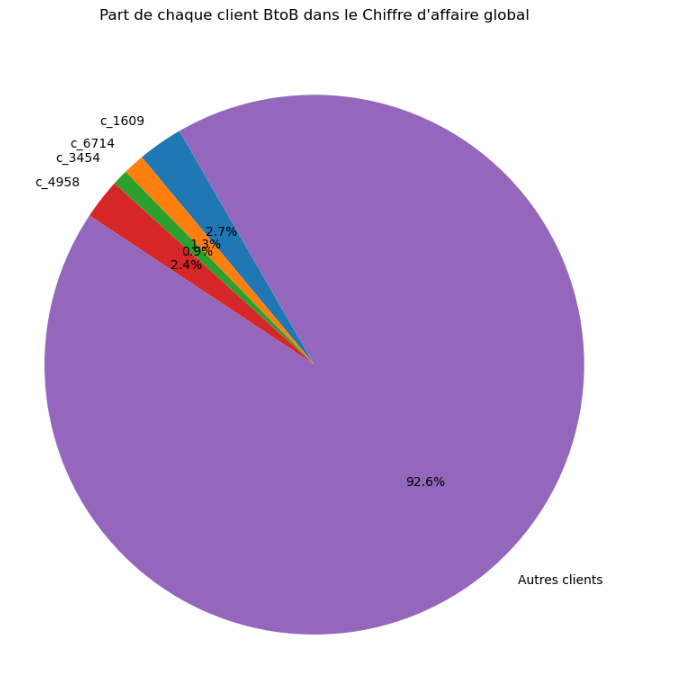 Part de chaque client BtoB dans le Chiffre d'affaire global
c_1609
c_6714
c_3454
c_4958
2.7%
1.3%
0.9%
2.4%
92.6%
Autres clients